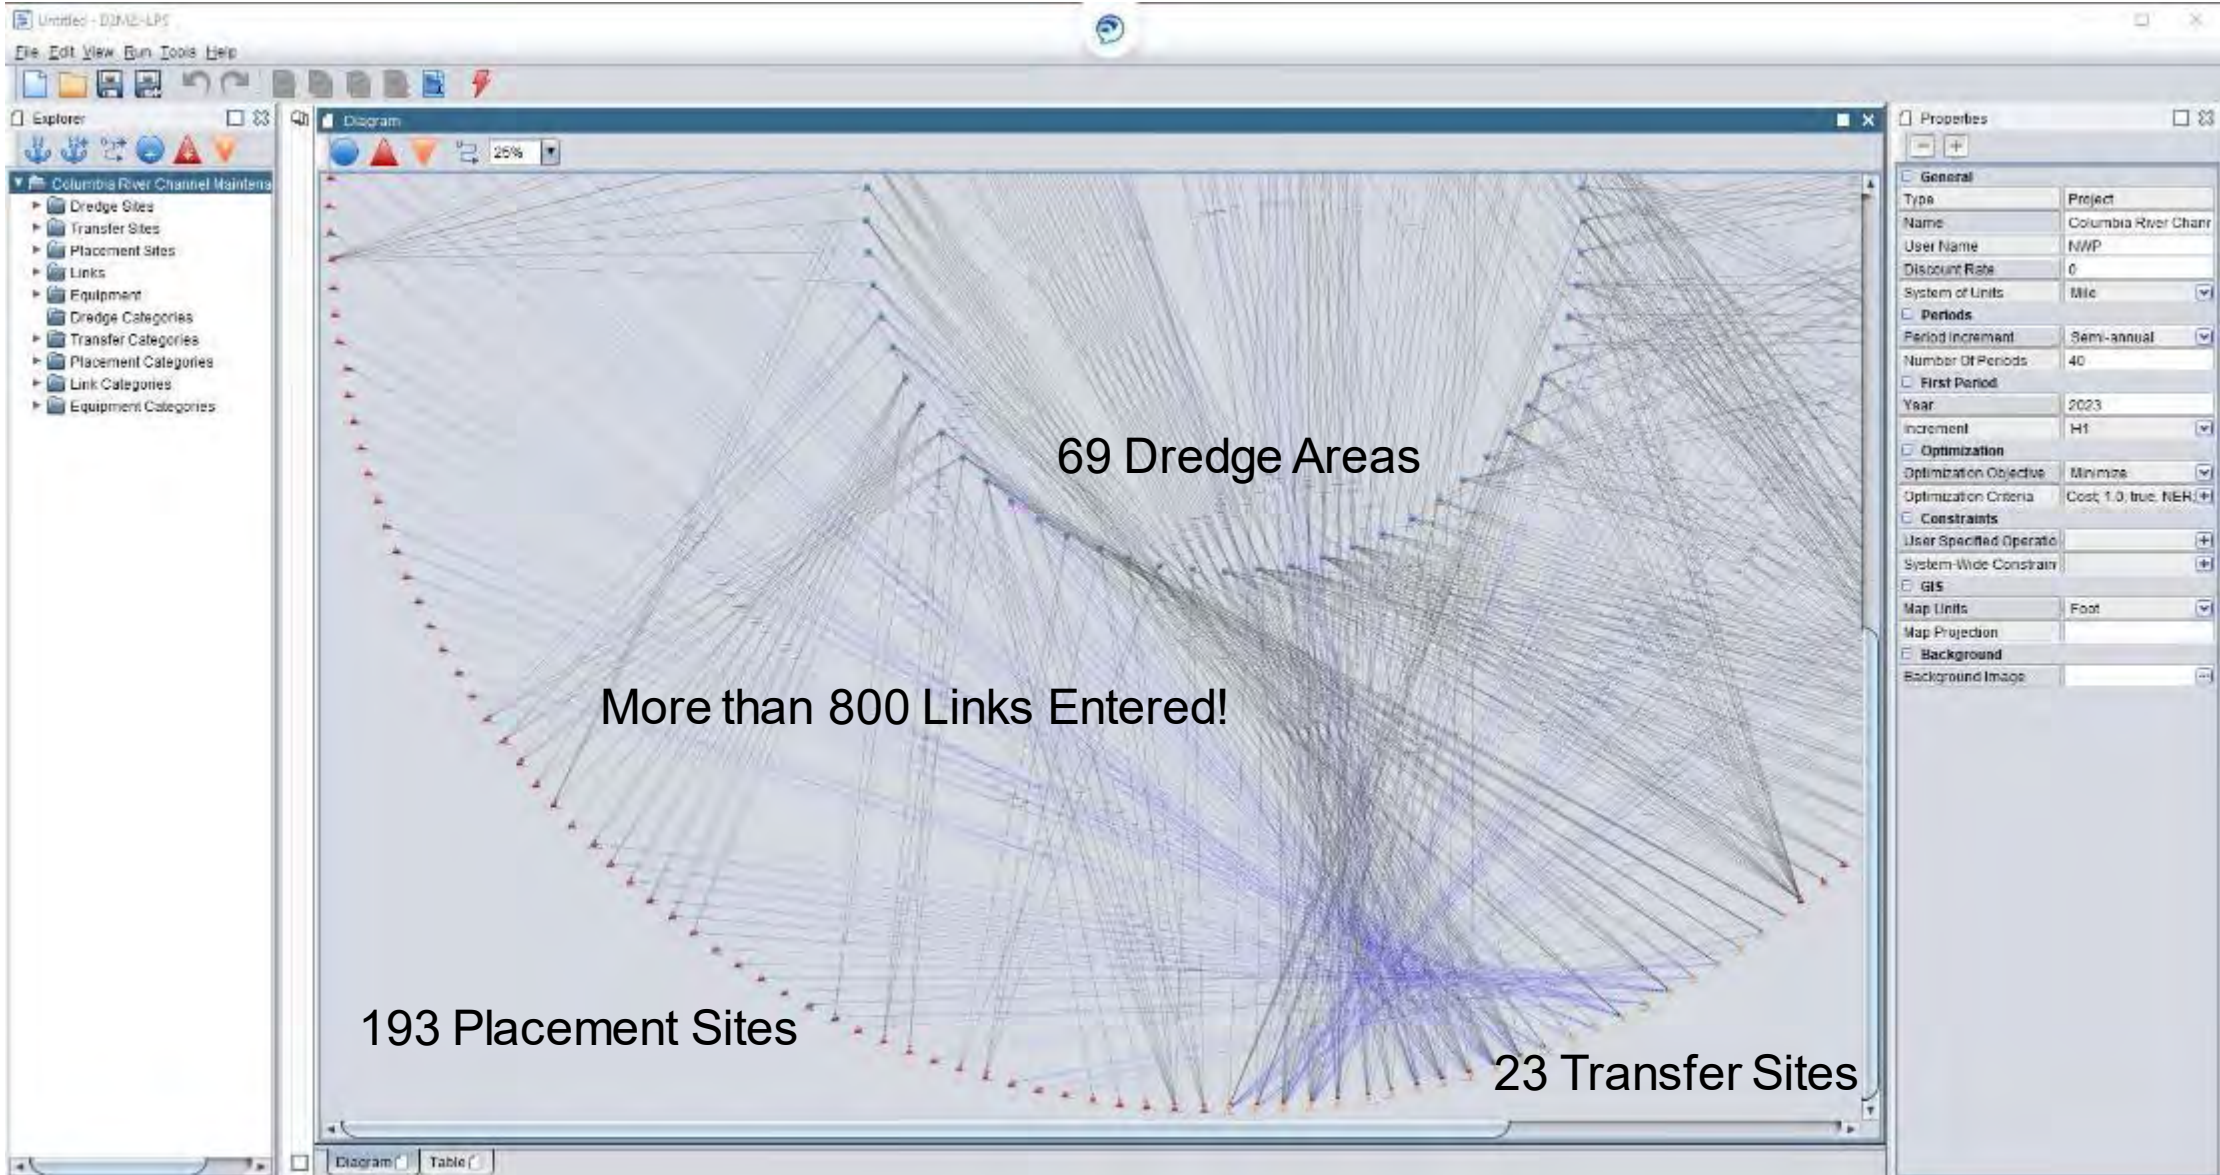 Untitled - D2M2-LPS
File Edit View Run Tools Help
Explorer
Columbia River Channel Maintena
Dredge Sites
Transfer Sites
Placement Sites
Links
Equipment
Dredge Categories
Transfer Categories
Placement Categories
Link Categories
Equipment Categories
Diagram
25%
69 Dredge Areas
More than 800 Links Entered!
193 Placement Sites
23 Transfer Sites
Diagram Table
Properties
General
Type Project
Name Columbia River Chanr
User Name NWP
Discount Rate 0
System of Units Mile
Periods
Period Increment Semi-annual
Number Of Periods 40
First Period
Year 2023
Increment H1
Optimization
Optimization Objective Minimize
Optimization Criteria Cost; 1.0, true, NER;
Constraints
User Specified Operatio
System-Wide Constrain
GIS
Map Units Foot
Map Projection
Background
Background Image